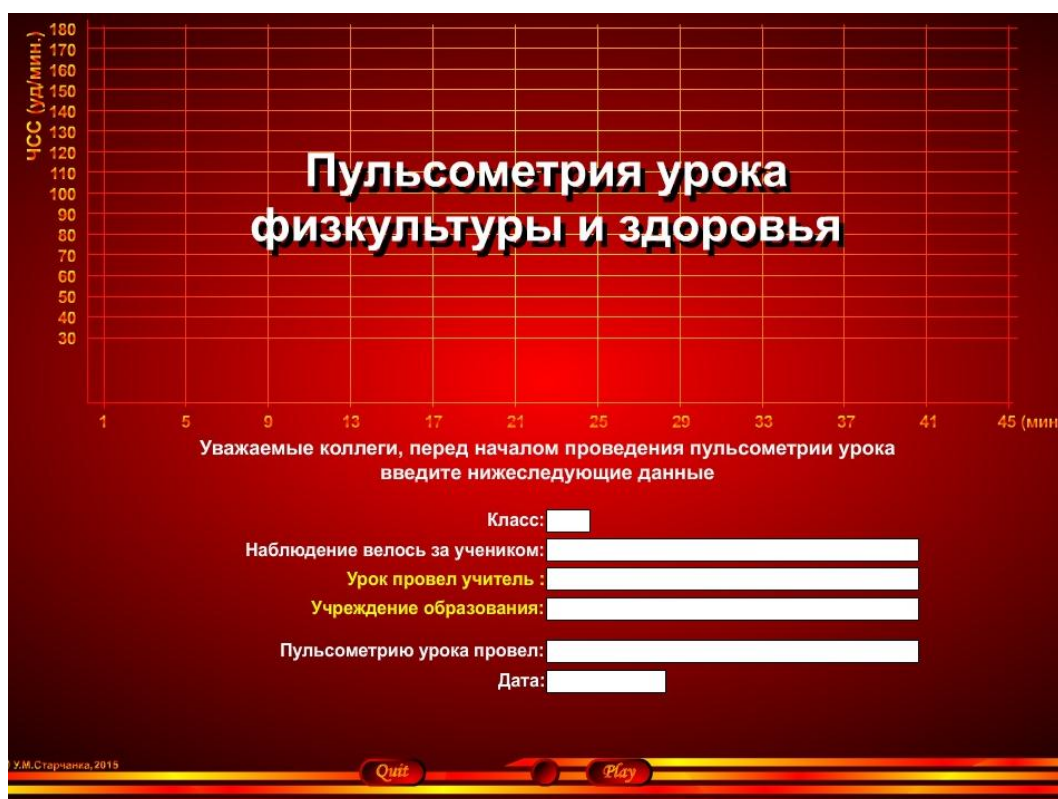 ЧСС (уд/мин.)
180
170
160
150
140
130
120
110
100
90
80
70
60
50
40
30
Пульсометрия урока
физкультуры и здоровья
1 5 9 13 17 21 25 29 33 37 41 45 (мин
Уважаемые коллеги, перед началом проведения пульсометрии урока
введите нижеследующие данные
Класс:
Наблюдение велось за учеником:
Урок провел учитель :
Учреждение образования:
Пульсометрию урока провел:
Дата:
У.М.Старчанка, 2015
Quit Play